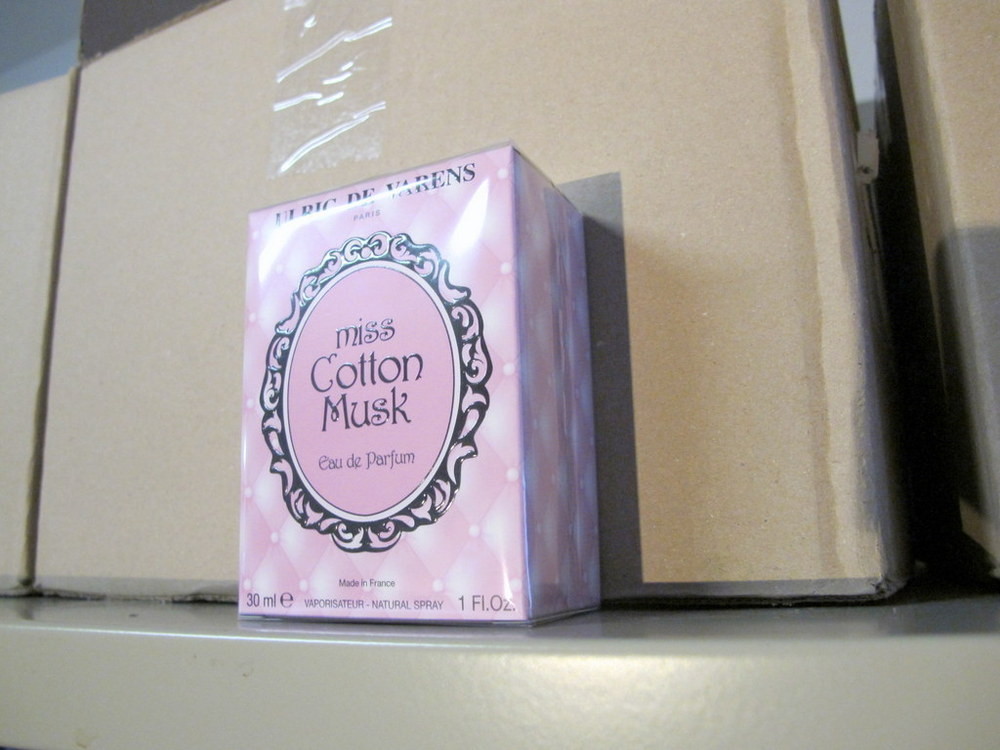 ULRIC DE VARENS
PARIS
miss
Cotton
Musk
Eau de Parfum
Made in France
30 ml e VAPORISATEUR - NATURAL SPRAY 1 Fl.Oz.